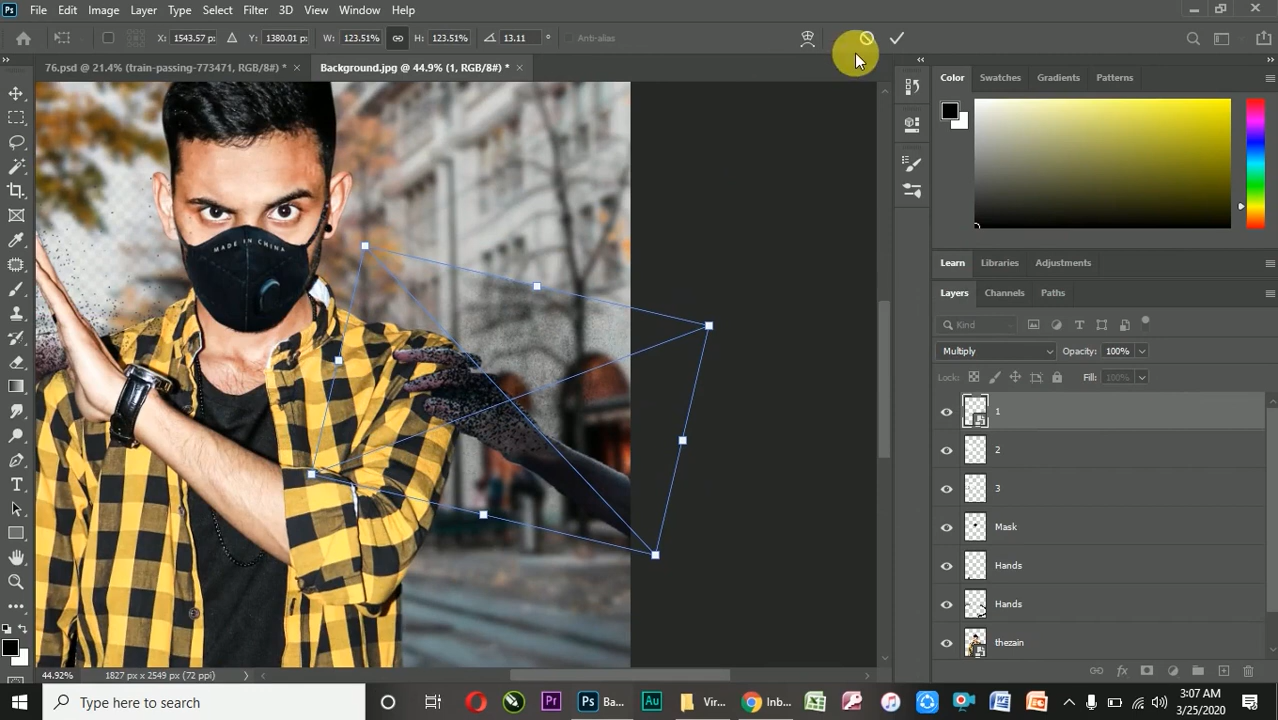 Ps File Edit Image Layer Type Select Filter 3D View Window Help
X: 1543.57 p: Y: 1380.01 p: W: 123.51% H: 123.51% 13.11 ° Anti-alias
76.psd @ 21.4% (train-passing-773471, RGB/8#) * × Background.jpg @ 44.9% (1, RGB/8#) * ×
Color Swatches Gradients Patterns
MADE IN CHINA
Learn Libraries Adjustments
Layers Channels Paths
Kind
Multiply Opacity: 100%
Lock: Fill: 100%
1
2
3
Mask
Hands
Hands
thezain
44.92% 1827 px x 2549 px (72 ppi)
Type here to search
Ps Ba... Pr Au Vir... Inb...
3:07 AM
3/25/2020